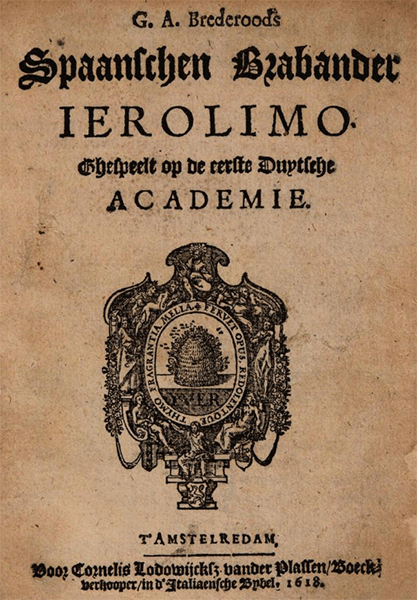 G. A. Brederoods
Spaanschen Brabander
IEROLIMO.
Ghespeelt op de eerste Duytsche
ACADEMIE.
FERVET OPUS, REDOLENTQUE THYMO FRAGRANTIA MELLA
YVER
T'AMSTELREDAM,
Voor Cornelis Lodowijcksz vander Plassen/Boeck-
verkooper/in d'Italiaensche Bybel. 1618.